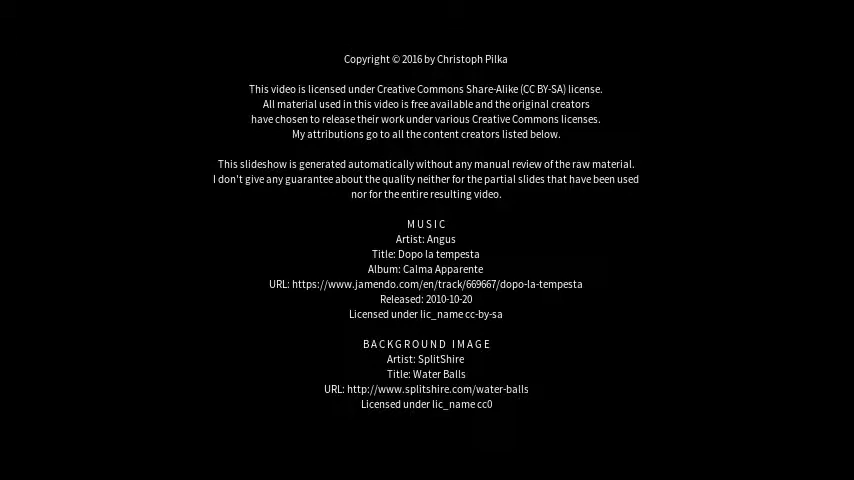 Copyright © 2016 by Christoph Pilka
This video is licensed under Creative Commons Share-Alike (CC BY-SA) license.
All material used in this video is free available and the original creators
have chosen to release their work under various Creative Commons licenses.
My attributions go to all the content creators listed below.
This slideshow is generated automatically without any manual review of the raw material.
I don't give any guarantee about the quality neither for the partial slides that have been used
nor for the entire resulting video.
MUSIC
Artist: Angus
Title: Dopo la tempesta
Album: Calma Apparente
URL: https://www.jamendo.com/en/track/669667/dopo-la-tempesta
Released: 2010-10-20
Licensed under lic_name cc-by-sa
BACKGROUND IMAGE
Artist: SplitShire
Title: Water Balls
URL: http://www.splitshire.com/water-balls
Licensed under lic_name cc0